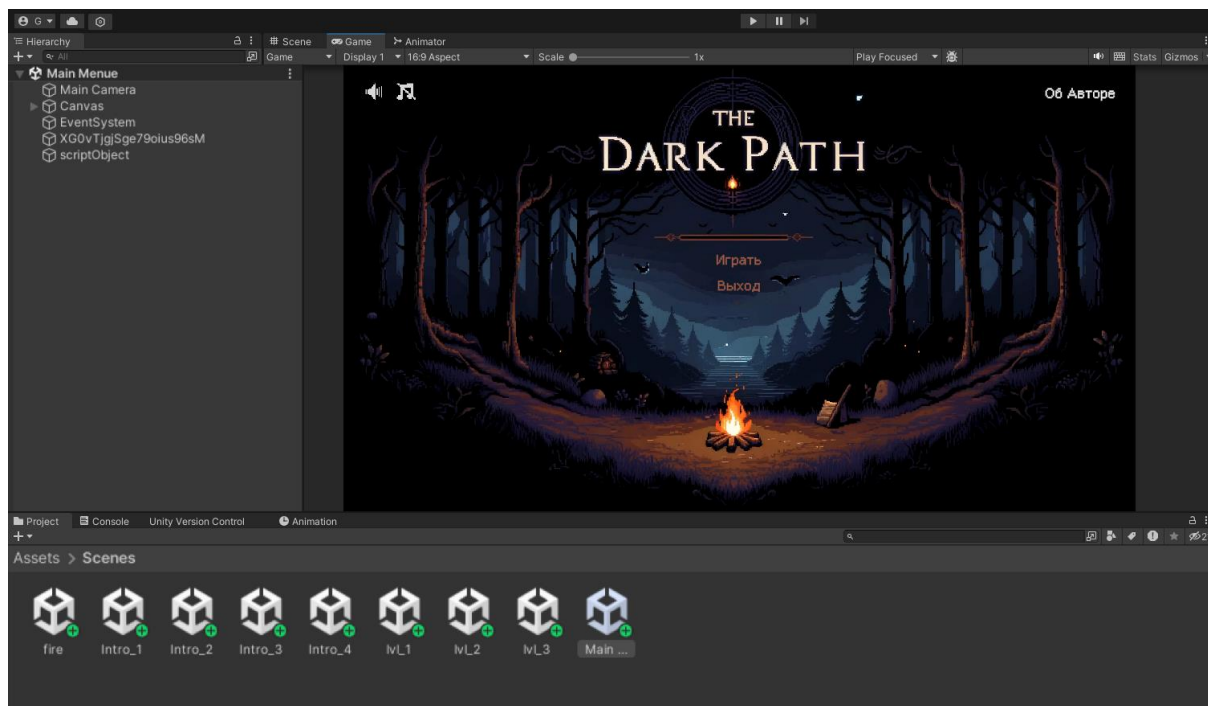 G
Hierarchy
Scene Game Animator
All Game Display 1 16:9 Aspect Scale 1x Play Focused Stats Gizmos
Main Menue
Main Camera
Canvas
EventSystem
XG0vTjgjSge79oius96sM
scriptObject
Об Авторе
THE
DARK PATH
Играть
Выход
Project Console Unity Version Control Animation
2
Assets > Scenes
fire Intro_1 Intro_2 Intro_3 Intro_4 lvl_1 lvl_2 lvl_3 Main ...